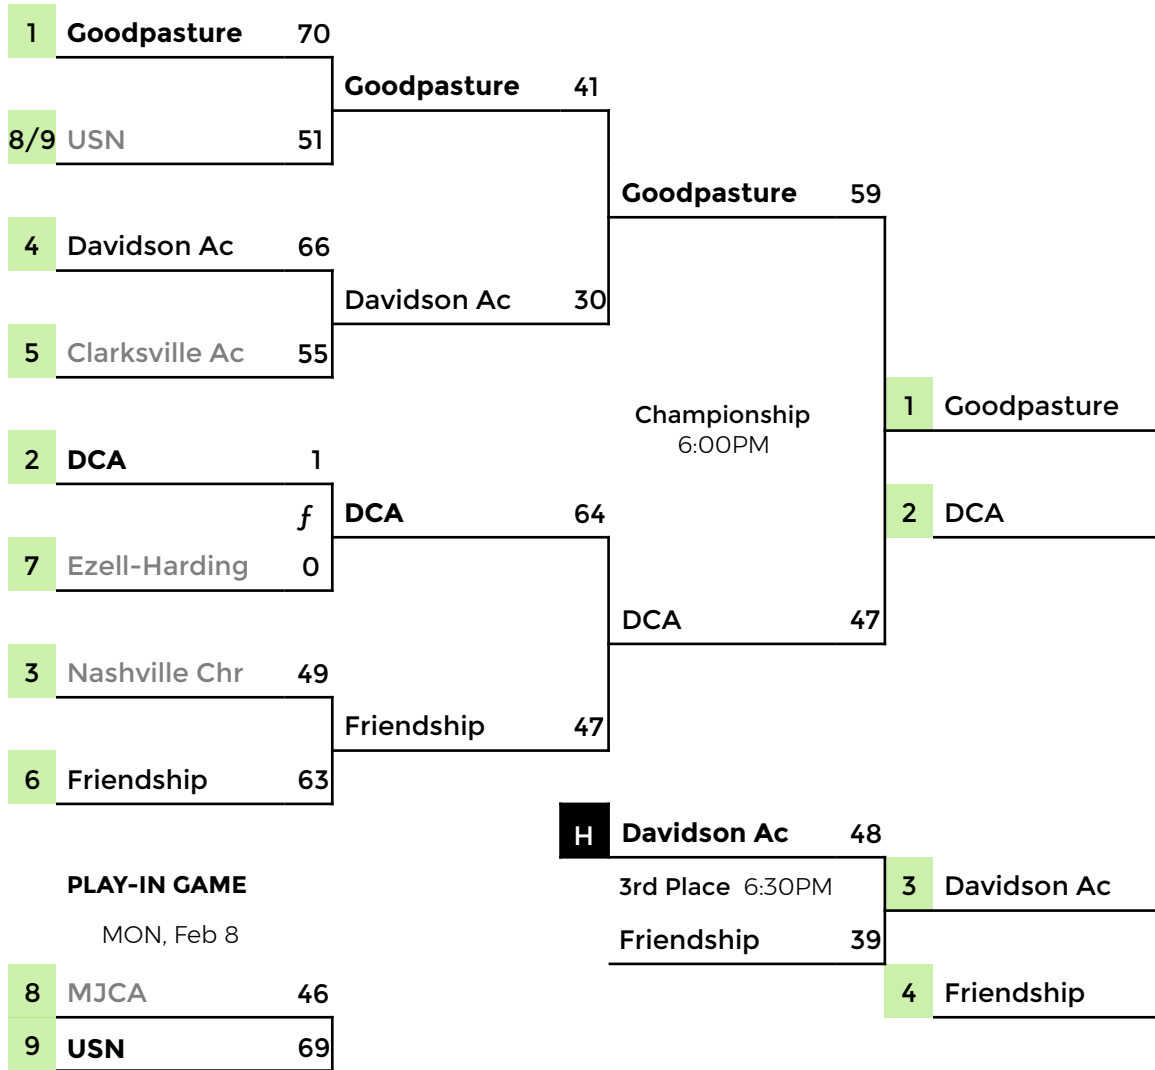 1 Goodpasture 70
Goodpasture 41
8/9 USN 51
Goodpasture 59
4 Davidson Ac 66
Davidson Ac 30
5 Clarksville Ac 55
1 Goodpasture
Championship
6:00PM
2 DCA 1
ƒ DCA 64
2 DCA
7 Ezell-Harding 0
DCA 47
3 Nashville Chr 49
Friendship 47
6 Friendship 63
H Davidson Ac 48
PLAY-IN GAME
3rd Place 6:30PM
3 Davidson Ac
MON, Feb 8
Friendship 39
8 MJCA 46
4 Friendship
9 USN 69